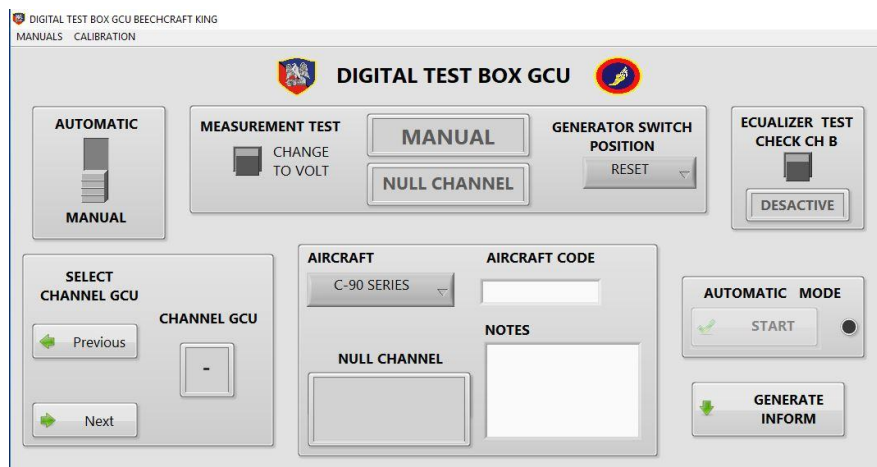 DIGITAL TEST BOX GCU BEECHCRAFT KING
MANUALS CALIBRATION
DIGITAL TEST BOX GCU
AUTOMATIC
MANUAL
MEASUREMENT TEST
CHANGE
TO VOLT
MANUAL
NULL CHANNEL
GENERATOR SWITCH
POSITION
RESET
ECUALIZER TEST
CHECK CH B
DESACTIVE
SELECT
CHANNEL GCU
Previous
Next
CHANNEL GCU
-
AIRCRAFT
C-90 SERIES
AIRCRAFT CODE
NULL CHANNEL
NOTES
AUTOMATIC MODE
START
GENERATE
INFORM